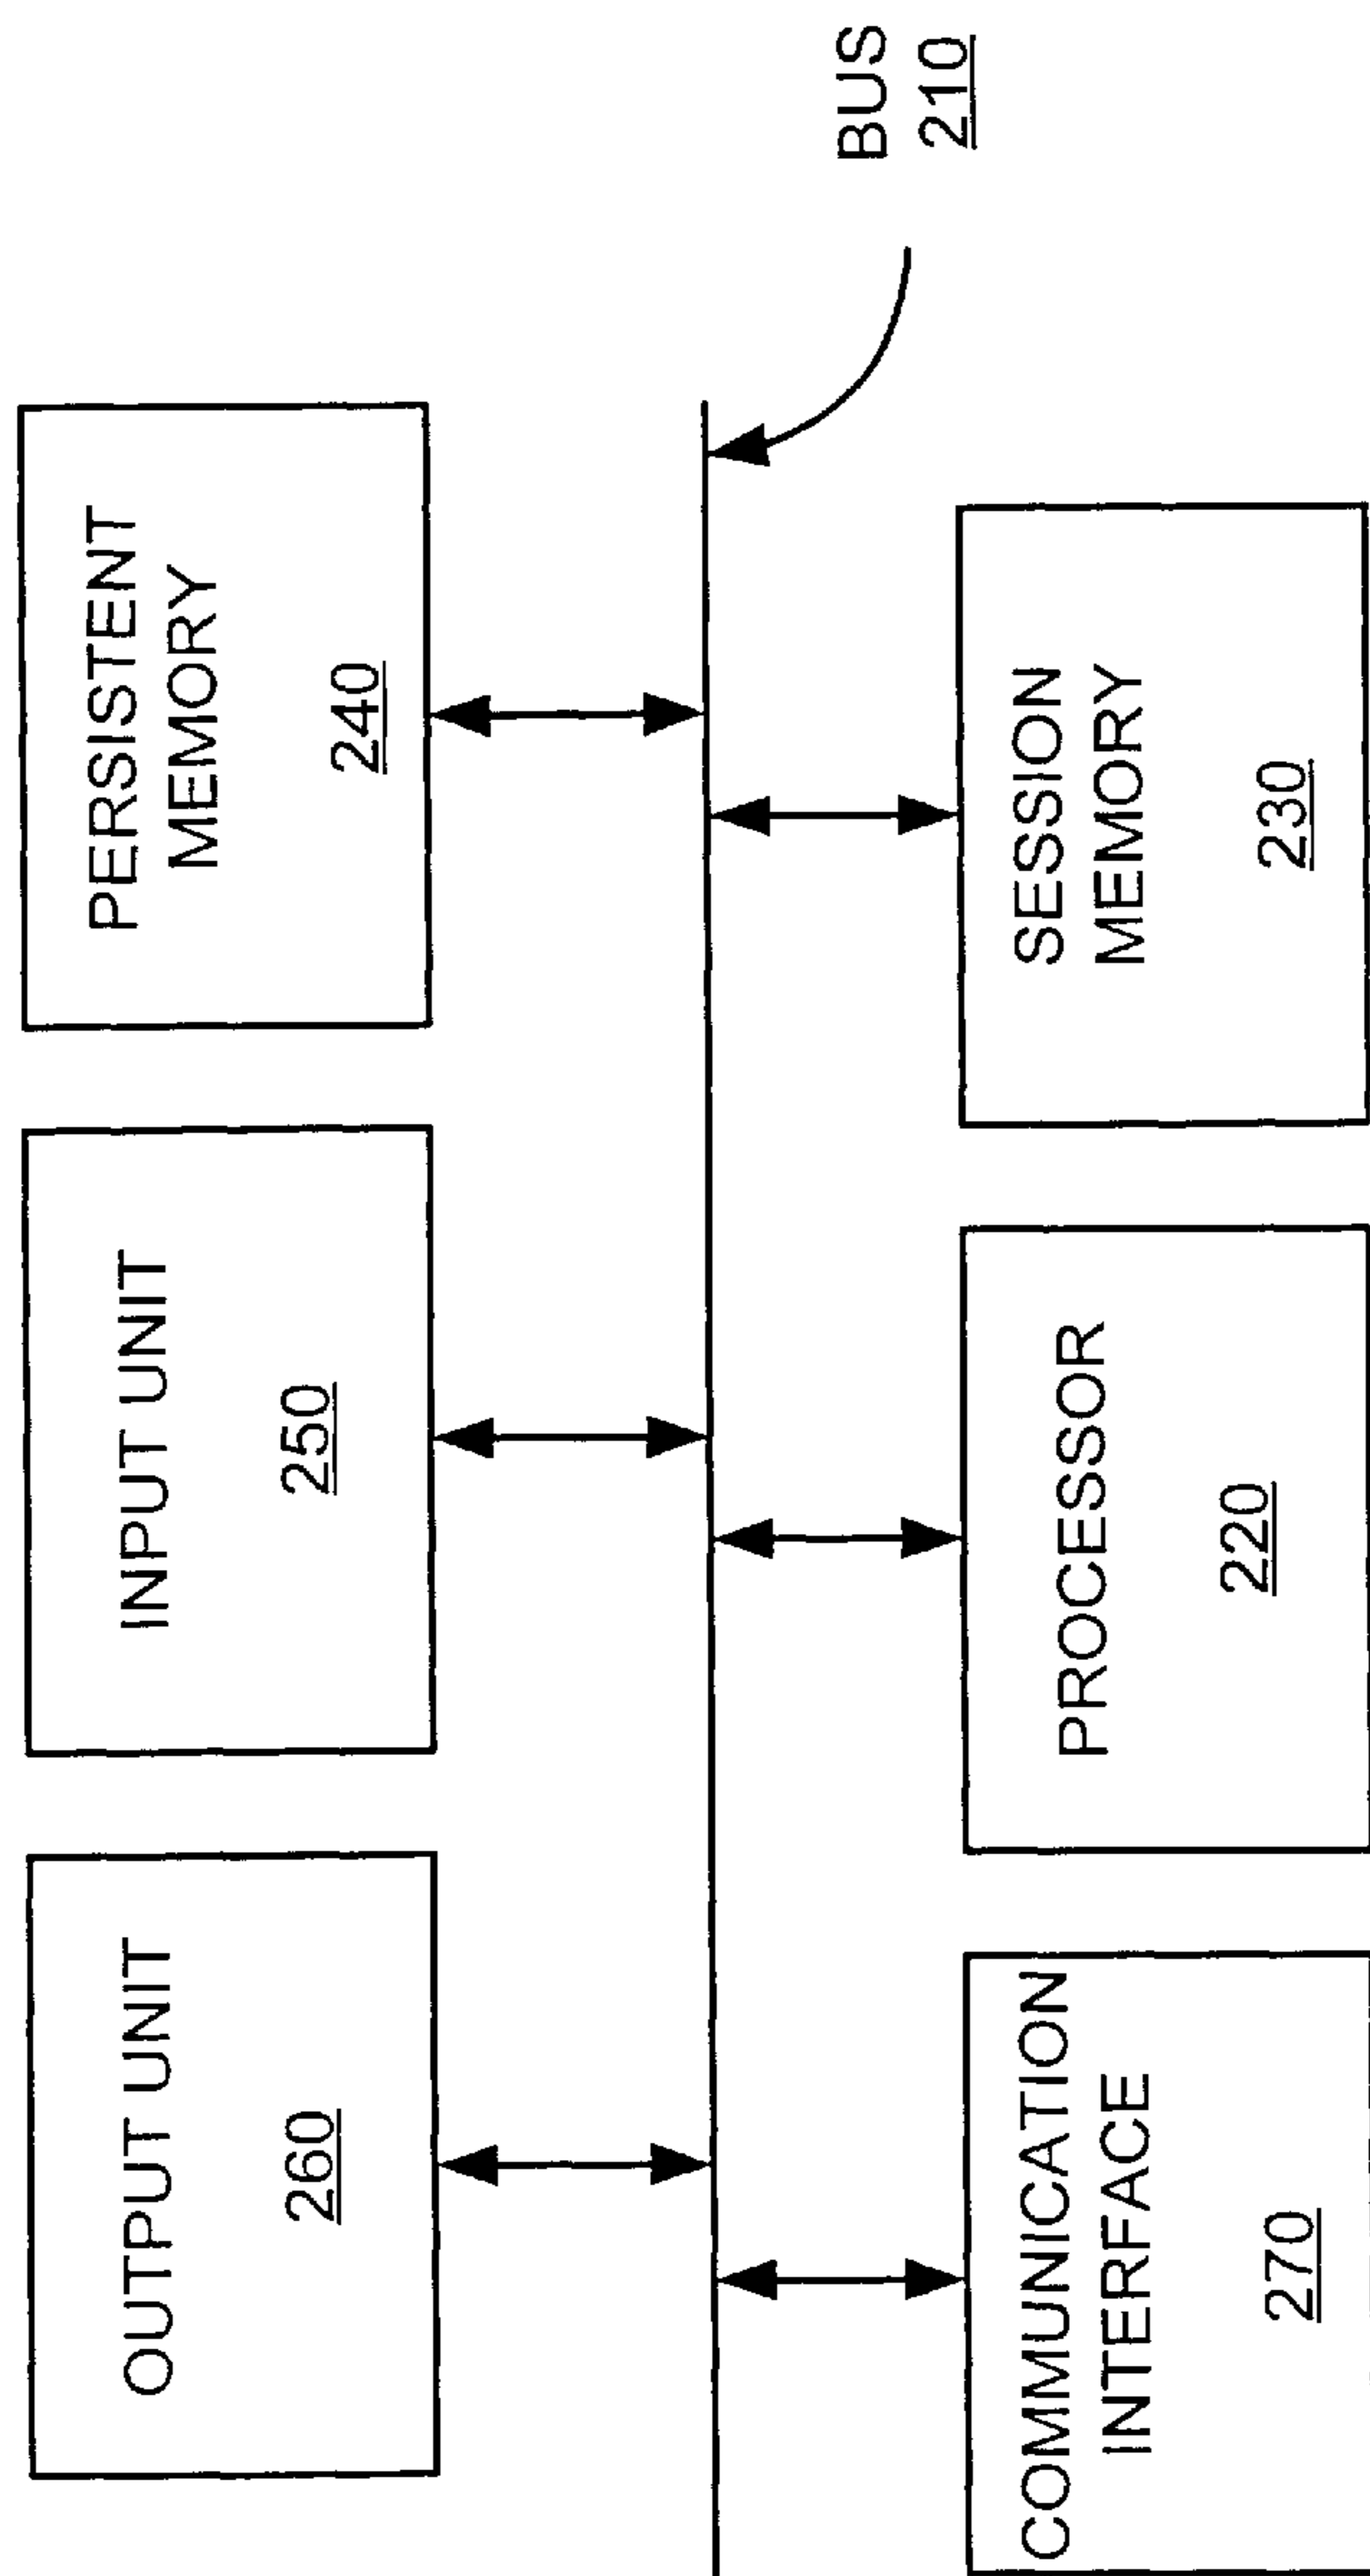 OUTPUT UNIT
260
INPUT UNIT
250
PERSISTENT
MEMORY
240
BUS
210
COMMUNICATION
INTERFACE
270
PROCESSOR
220
SESSION
MEMORY
230